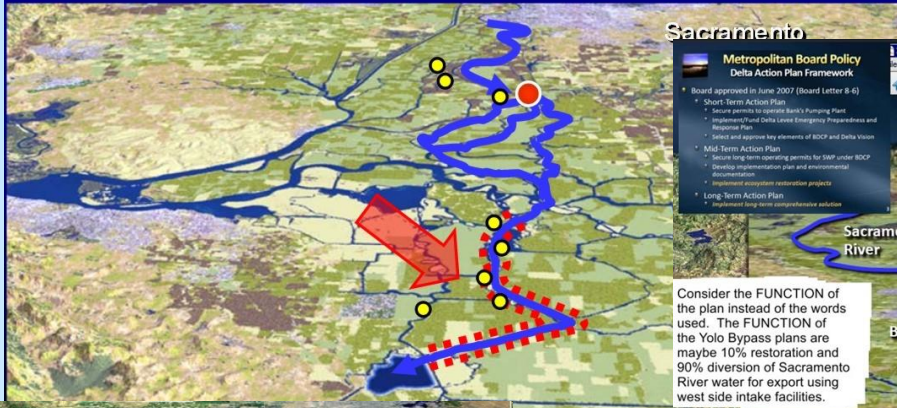 Sacramento
Metropolitan Board Policy
Delta Action Plan Framework
Board approved in June 2007 (Board Letter 8-6)
Short-Term Action Plan
Secure permits to operate Bank's Pumping Plant
Implement/Fund Delta Levee Emergency Preparedness and
Response Plan
Select and approve key elements of BDCP and Delta Vision
Mid-Term Action Plan
Secure long-term operating permits for SWP under BDCP
Develop implementation plan and environmental
documentation
Implement ecosystem restoration projects
Long-Term Action Plan
Implement long-term comprehensive solution
Sacrame
River
Consider the FUNCTION of
the plan instead of the words
used. The FUNCTION of
the Yolo Bypass plans are
maybe 10% restoration and
90% diversion of Sacramento
River water for export using
west side intake facilities.